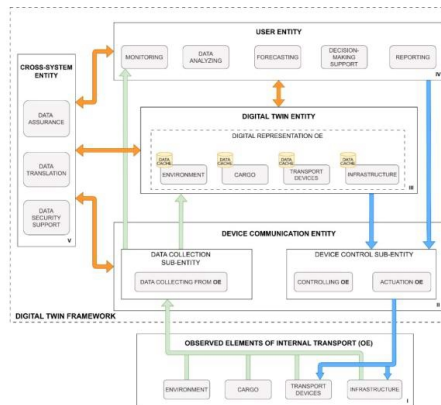 USER ENTITY
MONITORING
DATA
ANALYZING
FORECASTING
DECISION-
MAKING
SUPPORT
REPORTING
IV
CROSS-SYSTEM
ENTITY
DATA
ASSURANCE
DATA
TRANSLATION
DATA
SECURITY
SUPPORT
V
DIGITAL TWIN ENTITY
DIGITAL REPRESENTATION OE
DATA
CACHE
DATA
CACHE
DATA
CACHE
DATA
CACHE
ENVIRONMENT
CARGO
TRANSPORT
DEVICES
INFRASTRUCTURE
III
DEVICE COMMUNICATION ENTITY
DATA COLLECTION
SUB-ENTITY
DATA COLLECTING FROM OE
DEVICE CONTROL SUB-ENTITY
CONTROLLING OE
ACTUATION OE
II
DIGITAL TWIN FRAMEWORK
OBSERVED ELEMENTS OF INTERNAL TRANSPORT (OE)
ENVIRONMENT
CARGO
TRANSPORT
DEVICES
INFRASTRUCTURE
I